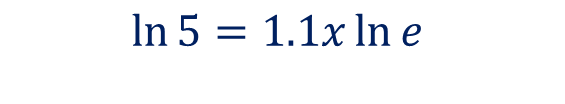 ln 5 = 1.1x ln e